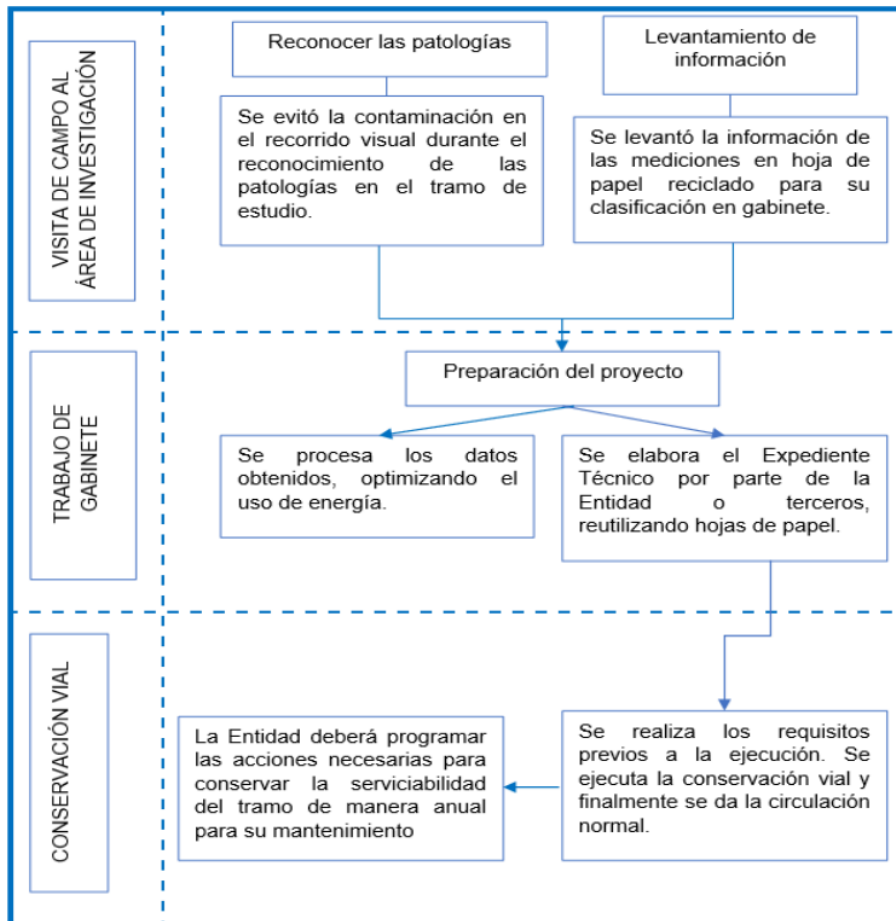 VISITA DE CAMPO AL
ÁREA DE INVESTIGACIÓN
Reconocer las patologías
Se evitó la contaminación en
el recorrido visual durante el
reconocimiento de las
patologías en el tramo de
estudio.
Levantamiento de
información
Se levantó la información de
las mediciones en hoja de
papel reciclado para su
clasificación en gabinete.
TRABAJO DE
GABINETE
Preparación del proyecto
Se procesa los datos
obtenidos, optimizando el
uso de energía.
Se elabora el Expediente
Técnico por parte de la
Entidad o terceros,
reutilizando hojas de papel.
CONSERVACIÓN VIAL
Se realiza los requisitos
previos a la ejecución. Se
ejecuta la conservación vial y
finalmente se da la circulación
normal.
La Entidad deberá programar
las acciones necesarias para
conservar la serviciabilidad
del tramo de manera anual
para su mantenimiento